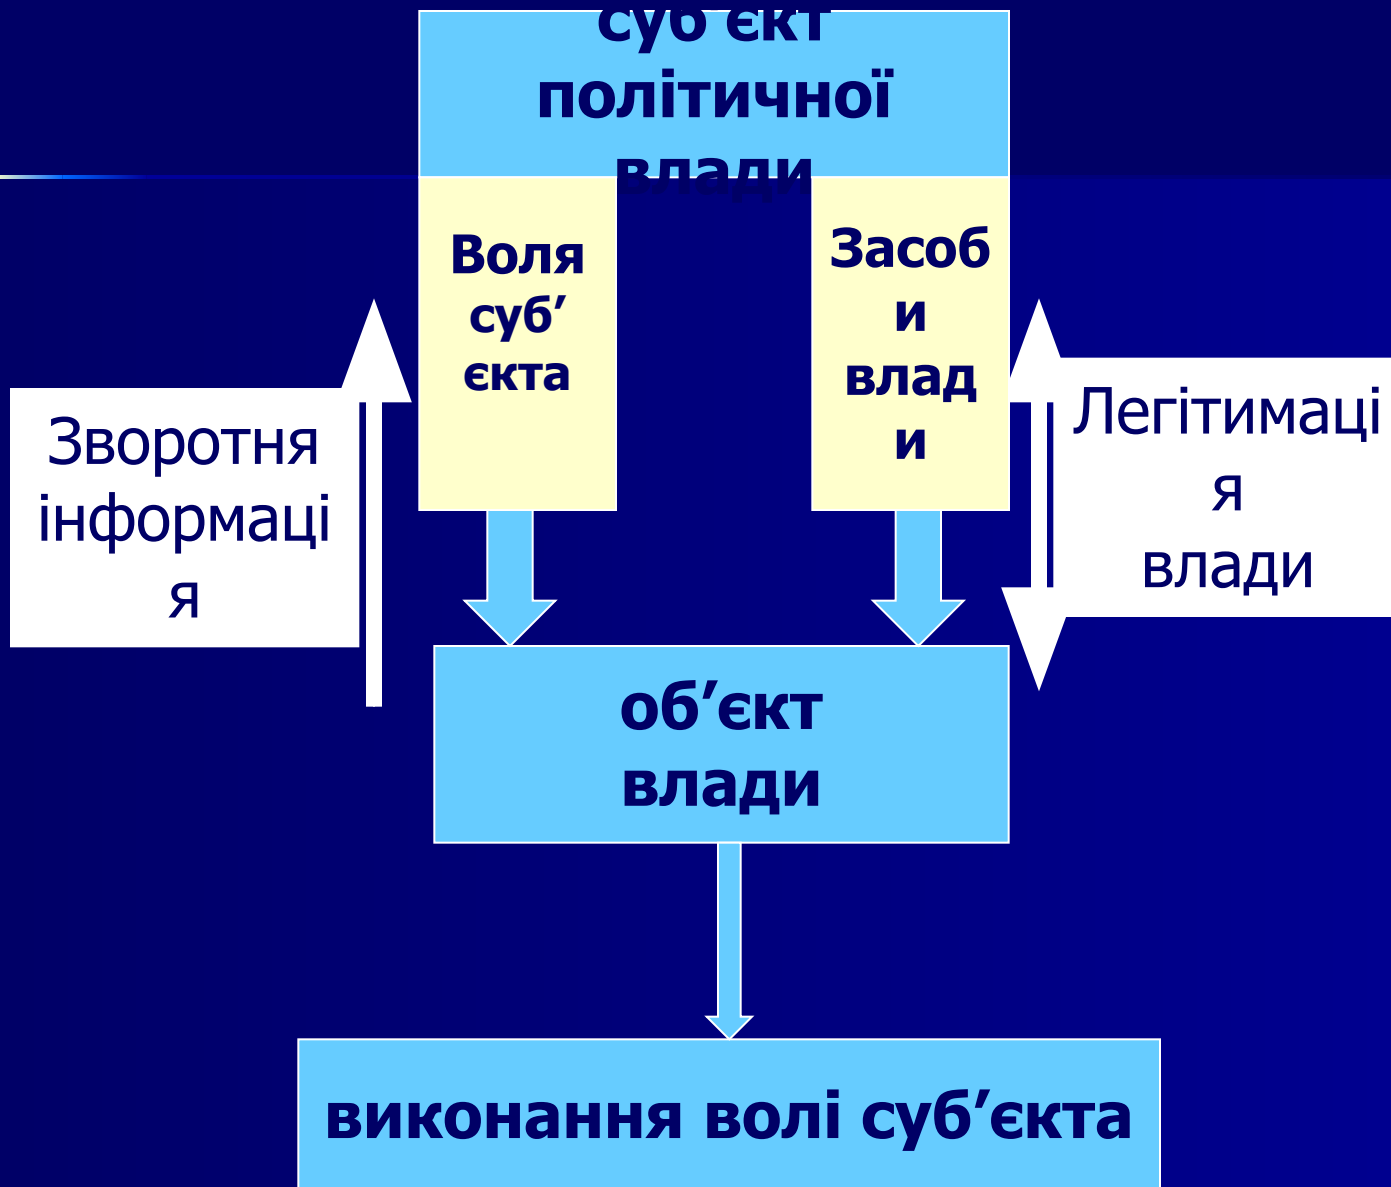 суб’єкт
політичної
влади
Воля
суб’
єкта
Засоб
и
влад
и
Зворотня
інформаці
я
Легітимаці
я
влади
об’єкт
влади
виконання волі суб’єкта